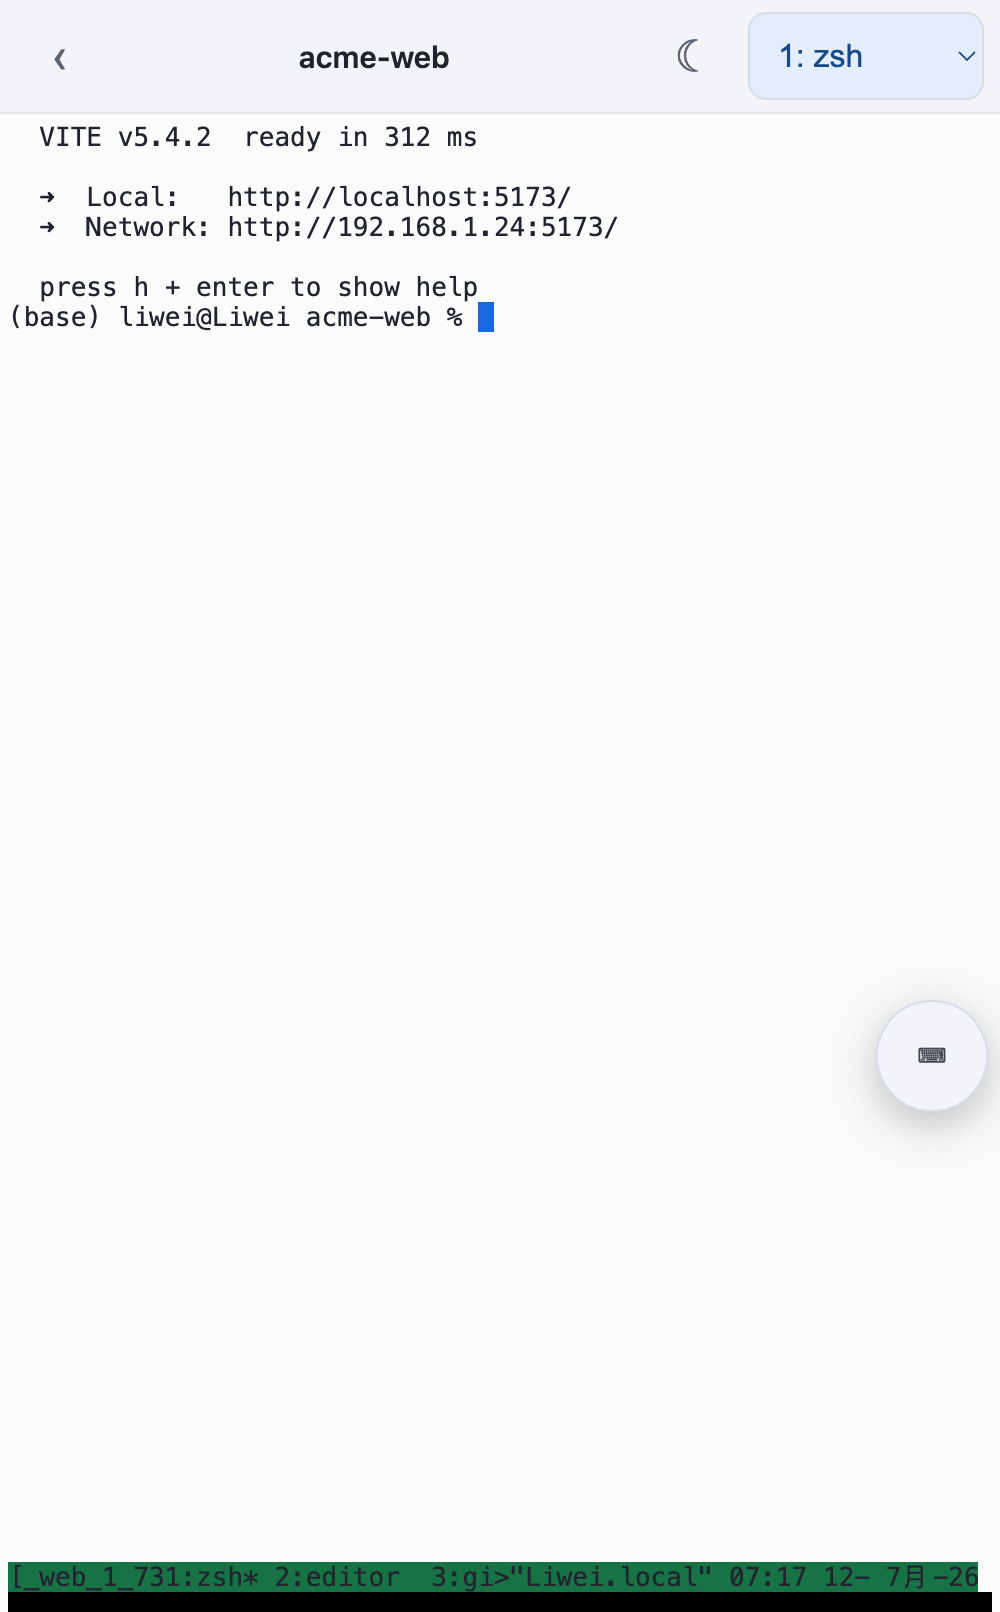 ❮ acme-web ☾ 1: zsh
VITE v5.4.2  ready in 312 ms
➜  Local:   http://localhost:5173/
➜  Network: http://192.168.1.24:5173/
press h + enter to show help
(base) liwei@Liwei acme-web %
[_web_1_731:zsh* 2:editor  3:gi>"Liwei.local" 07:17 12- 7月-26